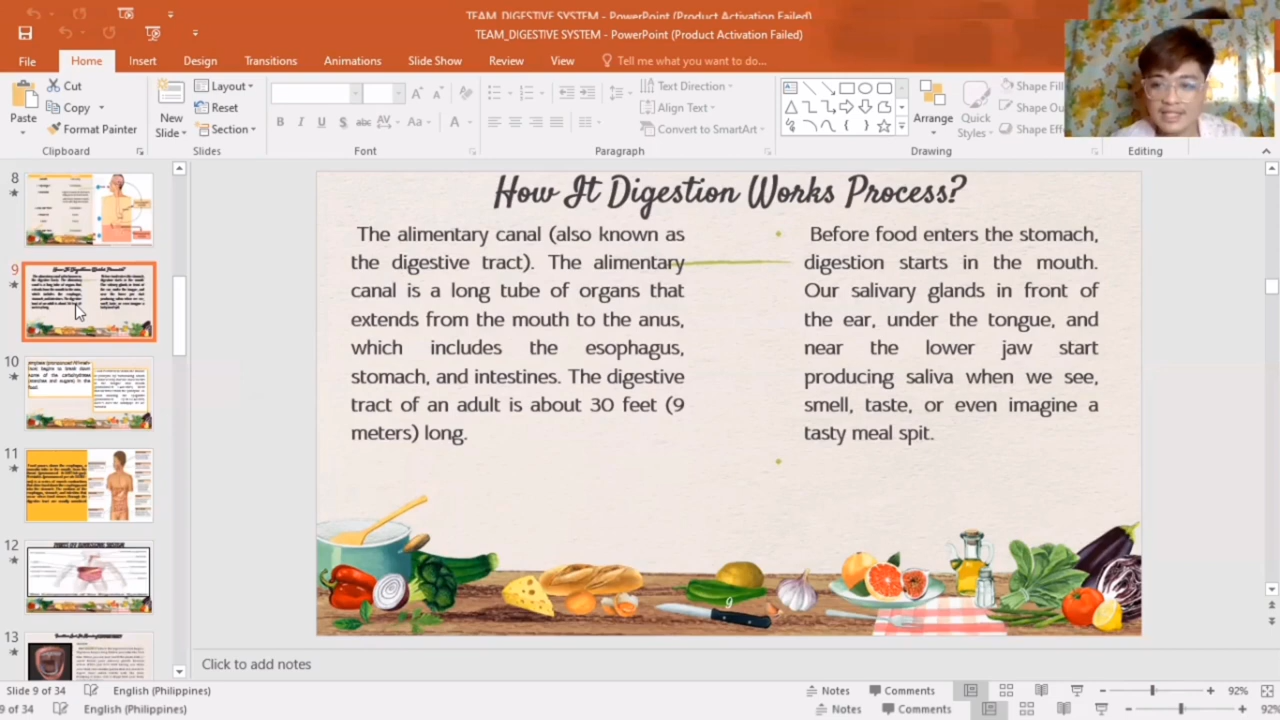 TEAM_DIGESTIVE SYSTEM - PowerPoint (Product Activation Failed)
TEAM_DIGESTIVE SYSTEM - PowerPoint (Product Activation Failed)
File Home Insert Design Transitions Animations Slide Show Review View Tell me what you want to do...
Paste
Cut
Copy
Format Painter
Clipboard
New
Slide
Layout
Reset
Section
Slides
Font
Text Direction
Align Text
Convert to SmartArt
Paragraph
Arrange
Quick
Styles
Shape Fill
Shape Ou
Shape Effe
Drawing
Editing
8
9
10
11
12
13
How It Digestion Works Process?
The alimentary canal (also known as
the digestive tract). The alimentary
canal is a long tube of organs that
extends from the mouth to the anus,
which includes the esophagus,
stomach, and intestines. The digestive
tract of an adult is about 30 feet (9
meters) long.
Before food enters the stomach,
digestion starts in the mouth.
Our salivary glands in front of
the ear, under the tongue, and
near the lower jaw start
producing saliva when we see,
smell, taste, or even imagine a
tasty meal spit.
9
Click to add notes
Slide 9 of 34 English (Philippines) Notes Comments 92%
9 of 34 English (Philippines) Notes Comments 92%